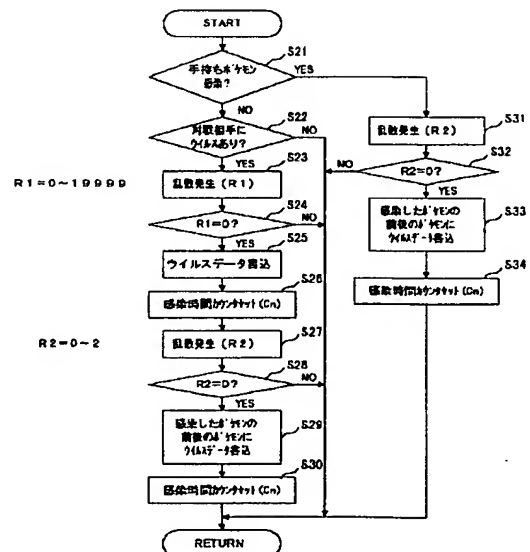 START
S21
手持ちポケモン
感染?
YES
NO
S22
対戦相手に
ウイルスあり?
NO
YES
S23
乱数発生(R1)
R1=0~19999
S24
R1=0?
NO
YES
S25
ウイルスデータ書込
S26
感染時間カウンタセット(Cn)
S27
乱数発生(R2)
R2=0~2
S28
R2=0?
NO
YES
S29
感染したポケモンの
前後のポケモンに
ウイルスデータ書込
S30
感染時間カウンタセット(Cn)
S31
乱数発生(R2)
S32
NO
R2=0?
YES
S33
感染したポケモンの
前後のポケモンに
ウイルスデータ書込
S34
感染時間カウンタセット(Cn)
RETURN